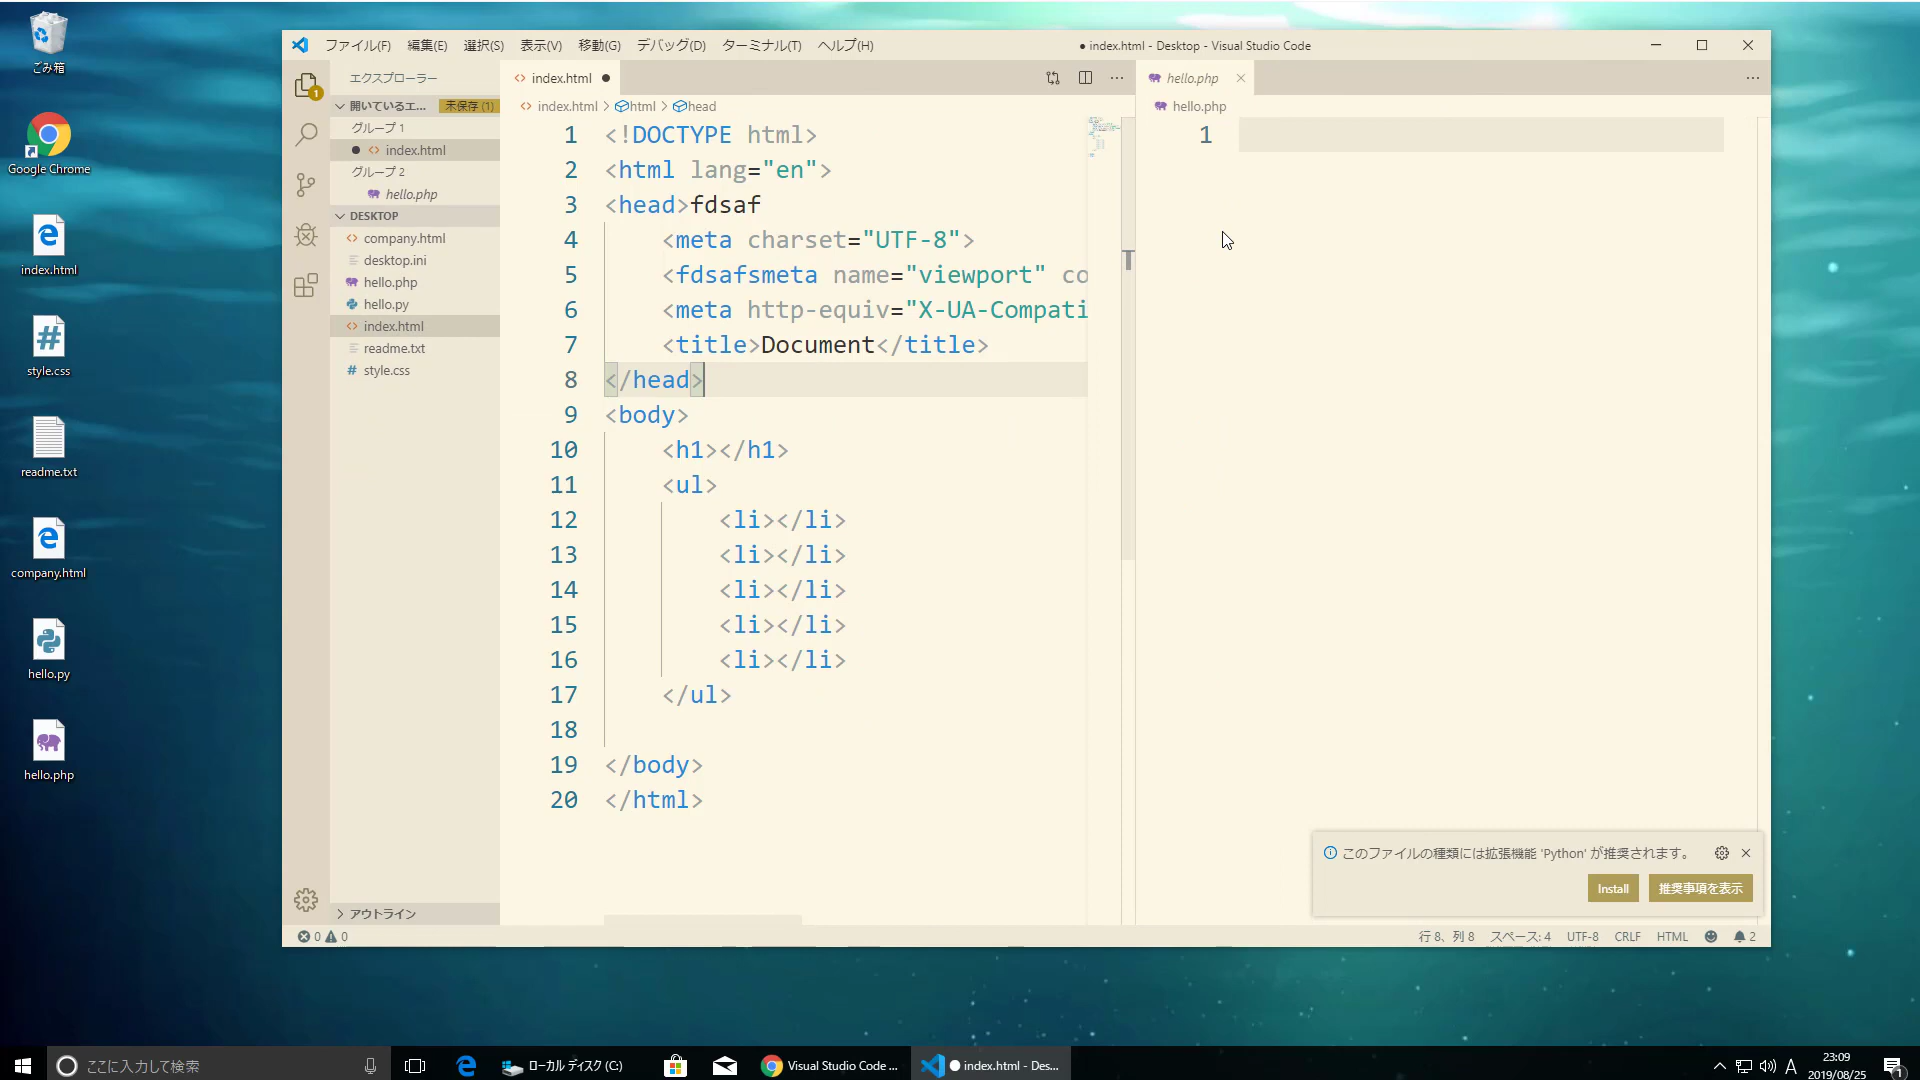 ごみ箱
Google Chrome
index.html
style.css
readme.txt
company.html
hello.py
hello.php
ファイル(F) 編集(E) 選択(S) 表示(V) 移動(G) デバッグ(D) ターミナル(T) ヘルプ(H)
● index.html - Desktop - Visual Studio Code
エクスプローラー
開いているエ... 未保存 (1)
グループ 1
index.html
グループ 2
hello.php
DESKTOP
company.html
desktop.ini
hello.php
hello.py
index.html
readme.txt
# style.css
アウトライン
1
index.html ●
index.html > html > head
1 <!DOCTYPE html>
2 <html lang="en">
3 <head>fdsaf
4 <meta charset="UTF-8">
5 <fdsafsmeta name="viewport" co
6 <meta http-equiv="X-UA-Compati
7 <title>Document</title>
8 </head>
9 <body>
10 <h1></h1>
11 <ul>
12 <li></li>
13 <li></li>
14 <li></li>
15 <li></li>
16 <li></li>
17 </ul>
18
19 </body>
20 </html>
hello.php
hello.php
1
このファイルの種類には拡張機能 'Python' が推奨されます。
Install 推奨事項を表示
0 0
行 8、列 8 スペース: 4 UTF-8 CRLF HTML 2
ここに入力して検索
ローカル ディスク (C:)
Visual Studio Code ...
● index.html - Des...
A
23:09
2019/08/25
1